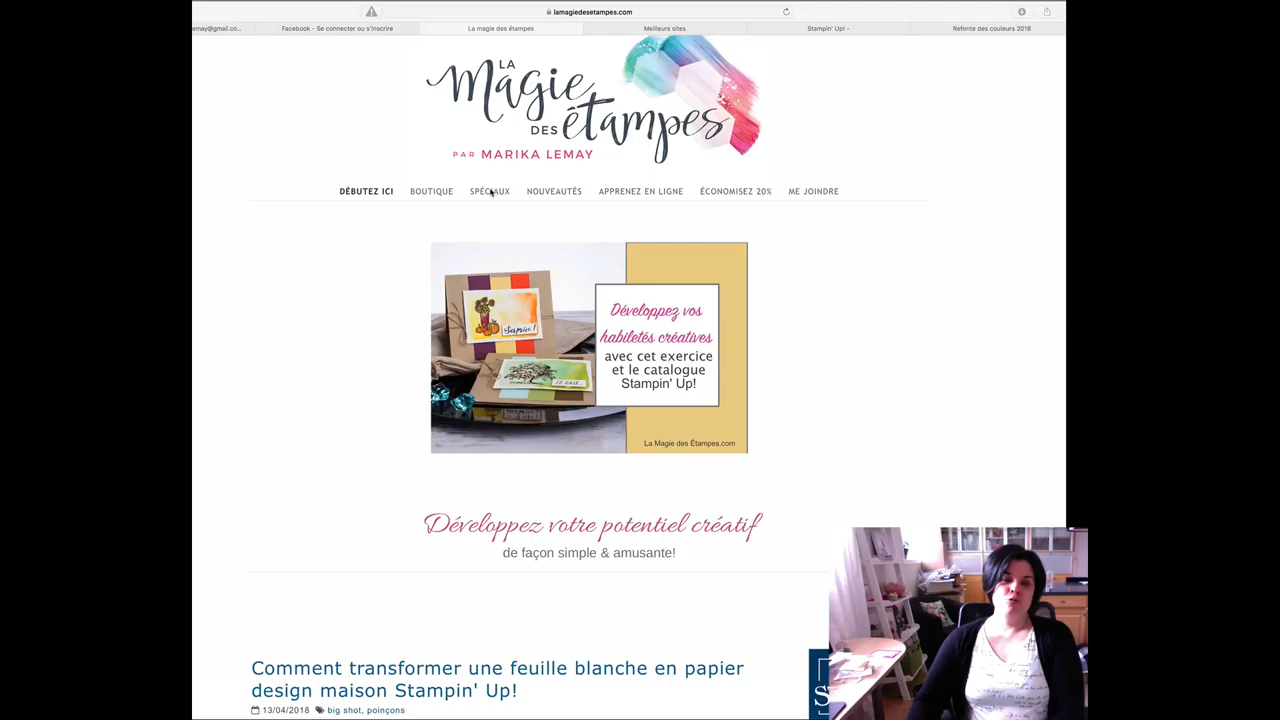 lamagiedesetampes.com
emay@gmail.co...
Facebook - Se connecter ou s'inscrire
La magie des étampes
Meilleurs sites
Stampin' Up! -
Refonte des couleurs 2018
LA
Magie
DES étampes
PAR MARIKA LEMAY
DÉBUTEZ ICI BOUTIQUE SPÉCIAUX NOUVEAUTÉS APPRENEZ EN LIGNE ÉCONOMISEZ 20% ME JOINDRE
Surprise !
Développez vos
habiletés créatives
avec cet exercice
et le catalogue
Stampin' Up!
La Magie des Étampes.com
Développez votre potentiel créatif
de façon simple & amusante!
Comment transformer une feuille blanche en papier
design maison Stampin' Up!
13/04/2018 big shot, poinçons
S